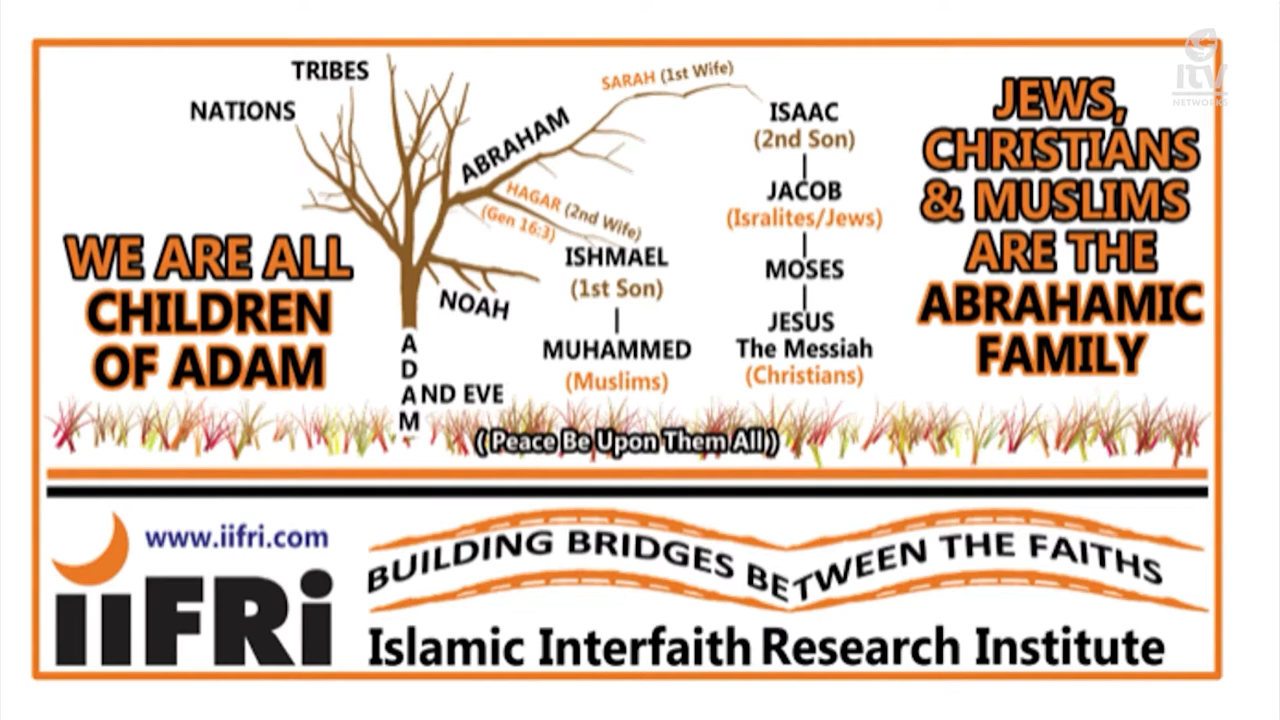 TRIBES
NATIONS
ABRAHAM
SARAH (1st Wife)
HAGAR (2nd Wife)
(Gen 16:3)
ISHMAEL
(1st Son)
MUHAMMED
(Muslims)
ISAAC
(2nd Son)
JACOB
(Isralites/Jews)
MOSES
JESUS
The Messiah
(Christians)
NOAH
ADAM
AND EVE
WE ARE ALL
CHILDREN
OF ADAM
JEWS,
CHRISTIANS
& MUSLIMS
ARE THE
ABRAHAMIC
FAMILY
( Peace Be Upon Them All )
www.iifri.com
iiFRi
BUILDING BRIDGES BETWEEN THE FAITHS
Islamic Interfaith Research Institute
iTV
NETWORKS